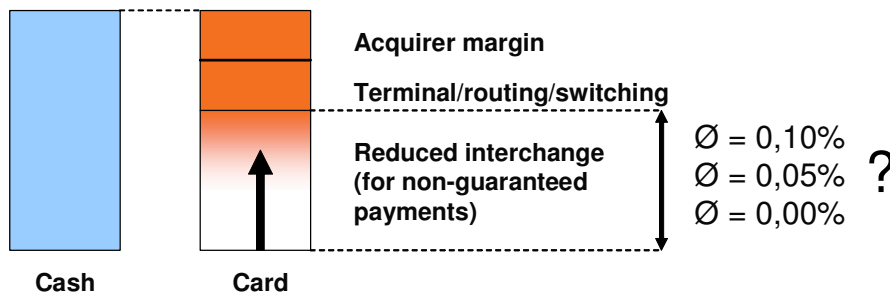 Acquirer margin
Terminal/routing/switching
Reduced interchange
(for non-guaranteed
payments)
Ø = 0,10%
Ø = 0,05%
Ø = 0,00%
?
Cash
Card